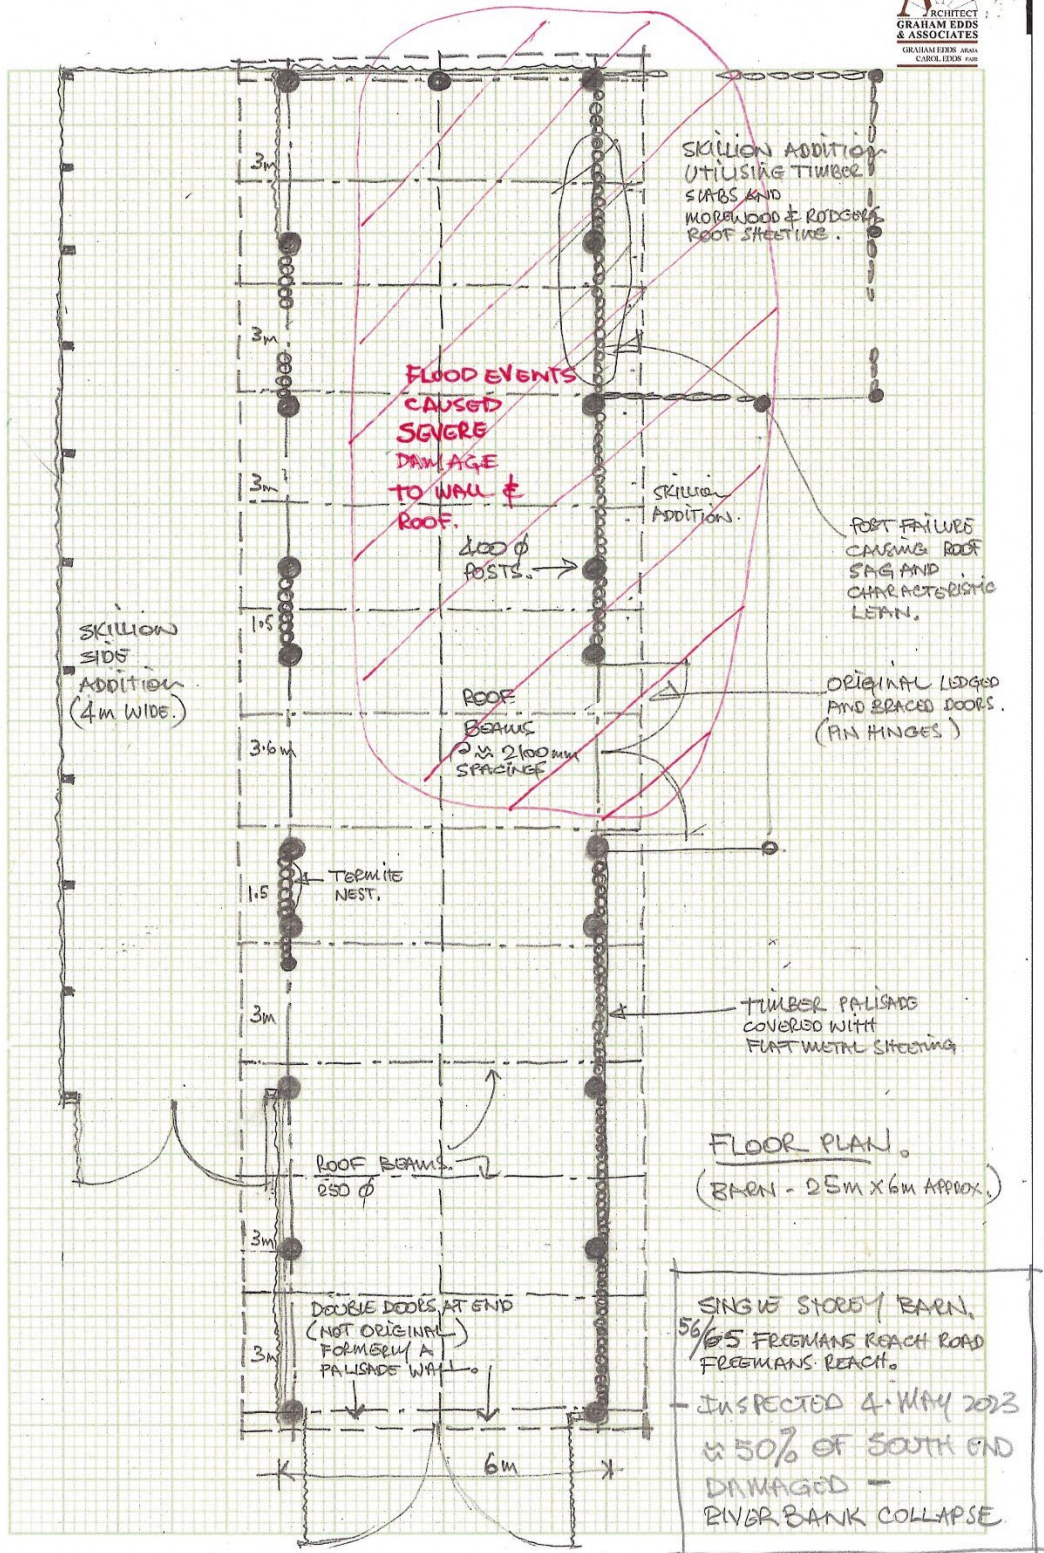 ARCHITECT
GRAHAM EDDS
& ASSOCIATES
GRAHAM EDDS ARAIA
CAROL EDDS
SKILLION ADDITION
UTILISING TIMBER
SLABS AND
MOREWOOD & RODGERS
ROOF SHEETING.
3m
3m
FLOOD EVENTS
CAUSED
SEVERE
DAMAGE
TO WALL &
ROOF.
3m
SKILLION
ADDITION.
400 φ
POSTS.
POST FAILURE
CAUSING ROOF
SAG AND
CHARACTERISTIC
LEAN.
1.5
SKILLION
SIDE
ADDITION
(4m WIDE.)
ORIGINAL LEDGED
AND BRACED DOORS.
(PIN HINGES)
ROOF
BEAMS
@ ≈ 2100mm
SPACINGS
3.6m
TERMITE
NEST.
1.5
TIMBER PALISADE
COVERED WITH
FLAT METAL SHEETING
3m
FLOOR PLAN.
(BARN - 25m X 6m APPROX.)
ROOF BEAMS.
250 φ
3m
DOUBLE DOORS AT END
(NOT ORIGINAL)
FORMERLY A
PALISADE WALL.
3m
6m
SINGLE STOREY BARN.
56/65 FREEMANS REACH ROAD
FREEMANS REACH.
- INSPECTED 4. MAY 2023
≈ 50% OF SOUTH END
DAMAGED -
RIVER BANK COLLAPSE